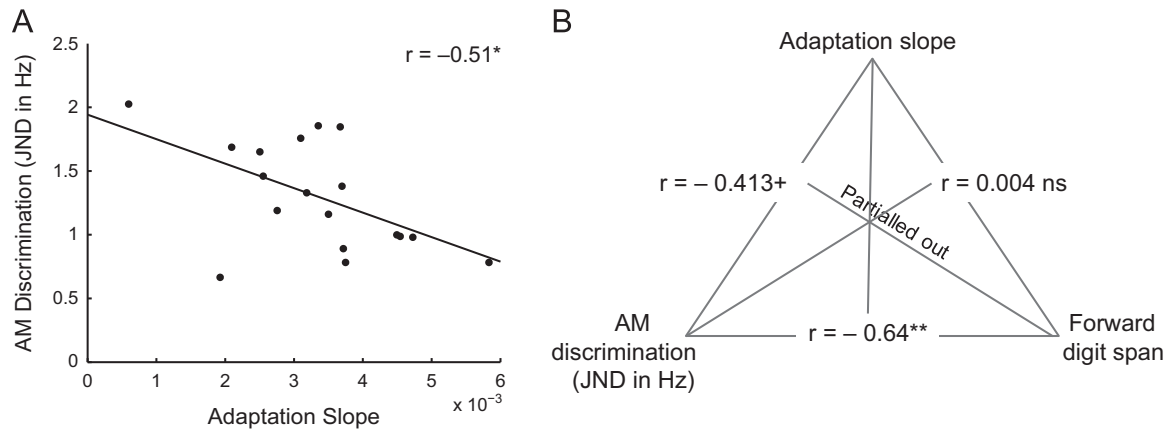 A
r = –0.51*
AM Discrimination (JND in Hz)
2.5
2
1.5
1
0.5
0
0 1 2 3 4 5 6
x 10⁻³
Adaptation Slope
B
Adaptation slope
r = – 0.413+
r = 0.004 ns
Partialled out
r = – 0.64**
AM
discrimination
(JND in Hz)
Forward
digit span